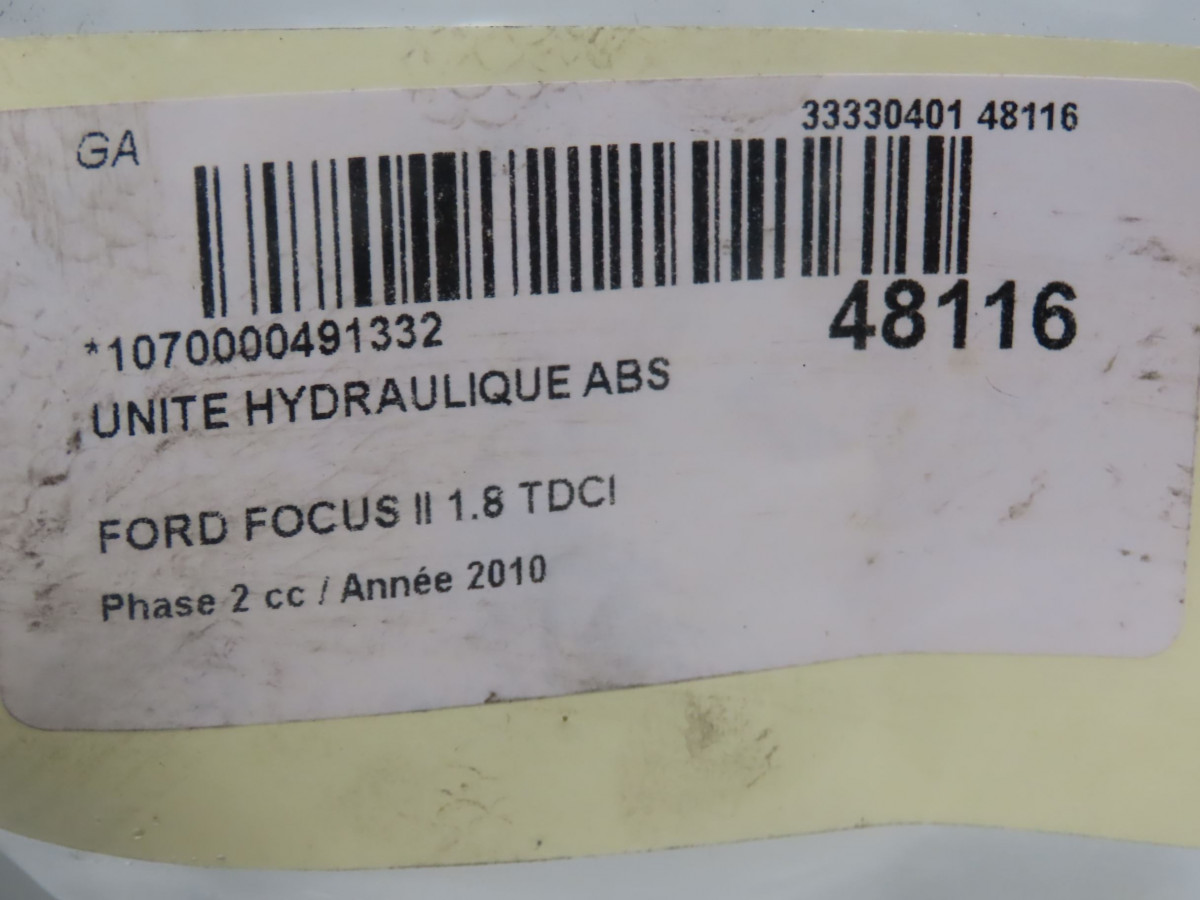 GA
33330401 48116
48116
*1070000491332
UNITE HYDRAULIQUE ABS
FORD FOCUS II 1.8 TDCI
Phase 2 cc / Année 2010